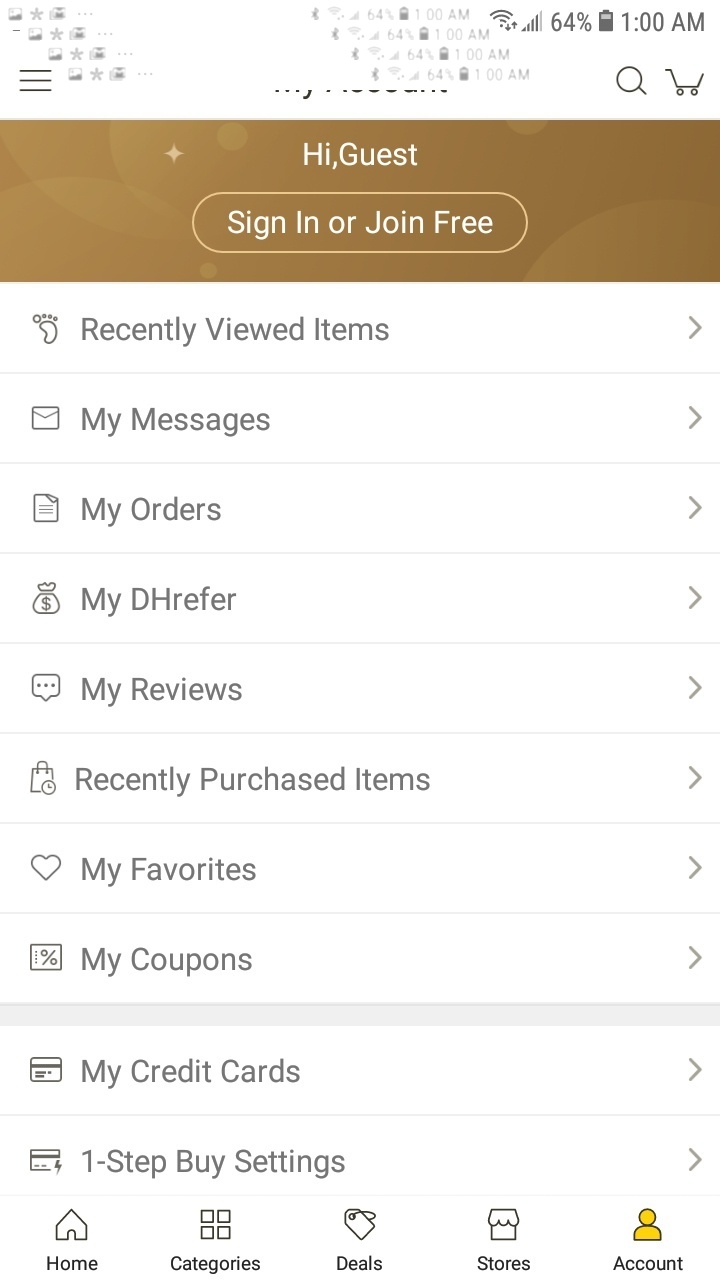 64% 1:00 AM
64% 1:00 AM
64% 1:00 AM
64% 1:00 AM
64% 1:00 AM
My Account
Hi,Guest
Sign In or Join Free
Recently Viewed Items
My Messages
My Orders
My DHrefer
My Reviews
Recently Purchased Items
My Favorites
My Coupons
My Credit Cards
1-Step Buy Settings
Home
Categories
Deals
Stores
Account